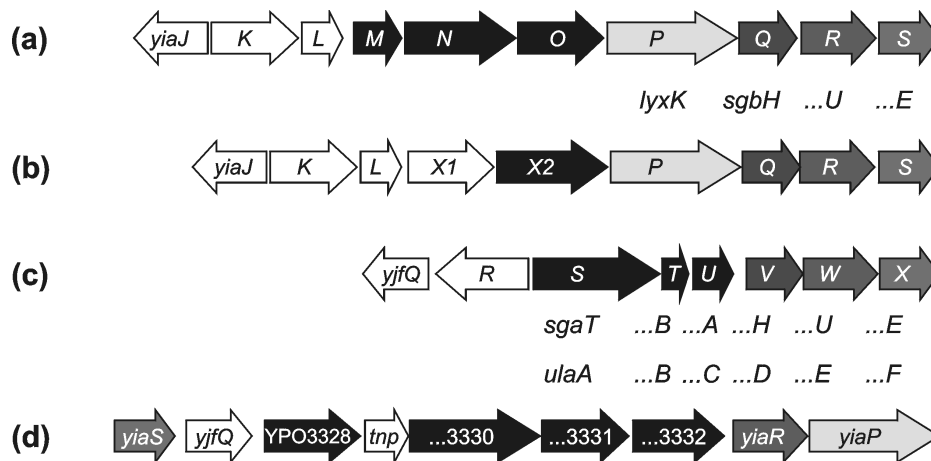 (a) yiaJ K L M N O P Q R S
lyxK sgbH ...U ...E
(b) yiaJ K L X1 X2 P Q R S
(c) yjfQ R S T U V W X
sgaT ...B ...A ...H ...U ...E
ulaA ...B ...C ...D ...E ...F
(d) yiaS yjfQ YPO3328 tnp ...3330 ...3331 ...3332 yiaR yiaP